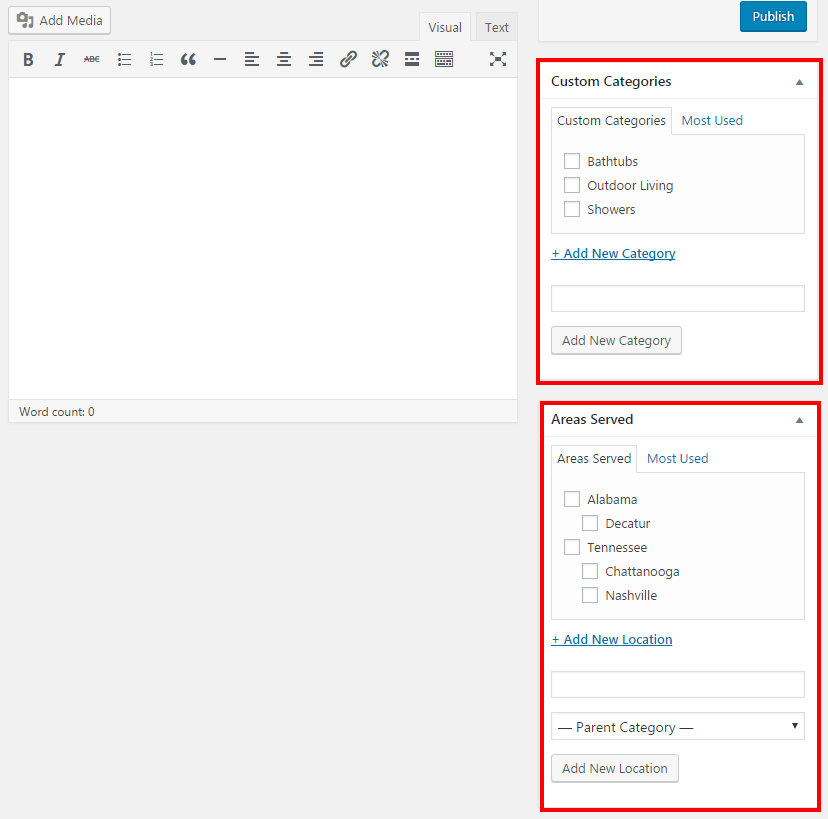 Add Media
Visual
Text
B I ABC
Word count: 0
Publish
Custom Categories
Custom Categories Most Used
Bathtubs
Outdoor Living
Showers
+ Add New Category
Add New Category
Areas Served
Areas Served Most Used
Alabama
Decatur
Tennessee
Chattanooga
Nashville
+ Add New Location
— Parent Category —
Add New Location